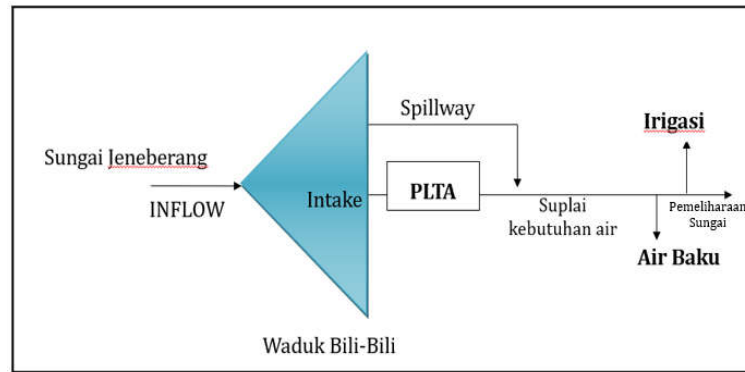 Spillway
Irigasi
Sungai Jeneberang
INFLOW
Intake
PLTA
Suplai
kebutuhan air
Pemeliharaan
Sungai
Air Baku
Waduk Bili-Bili